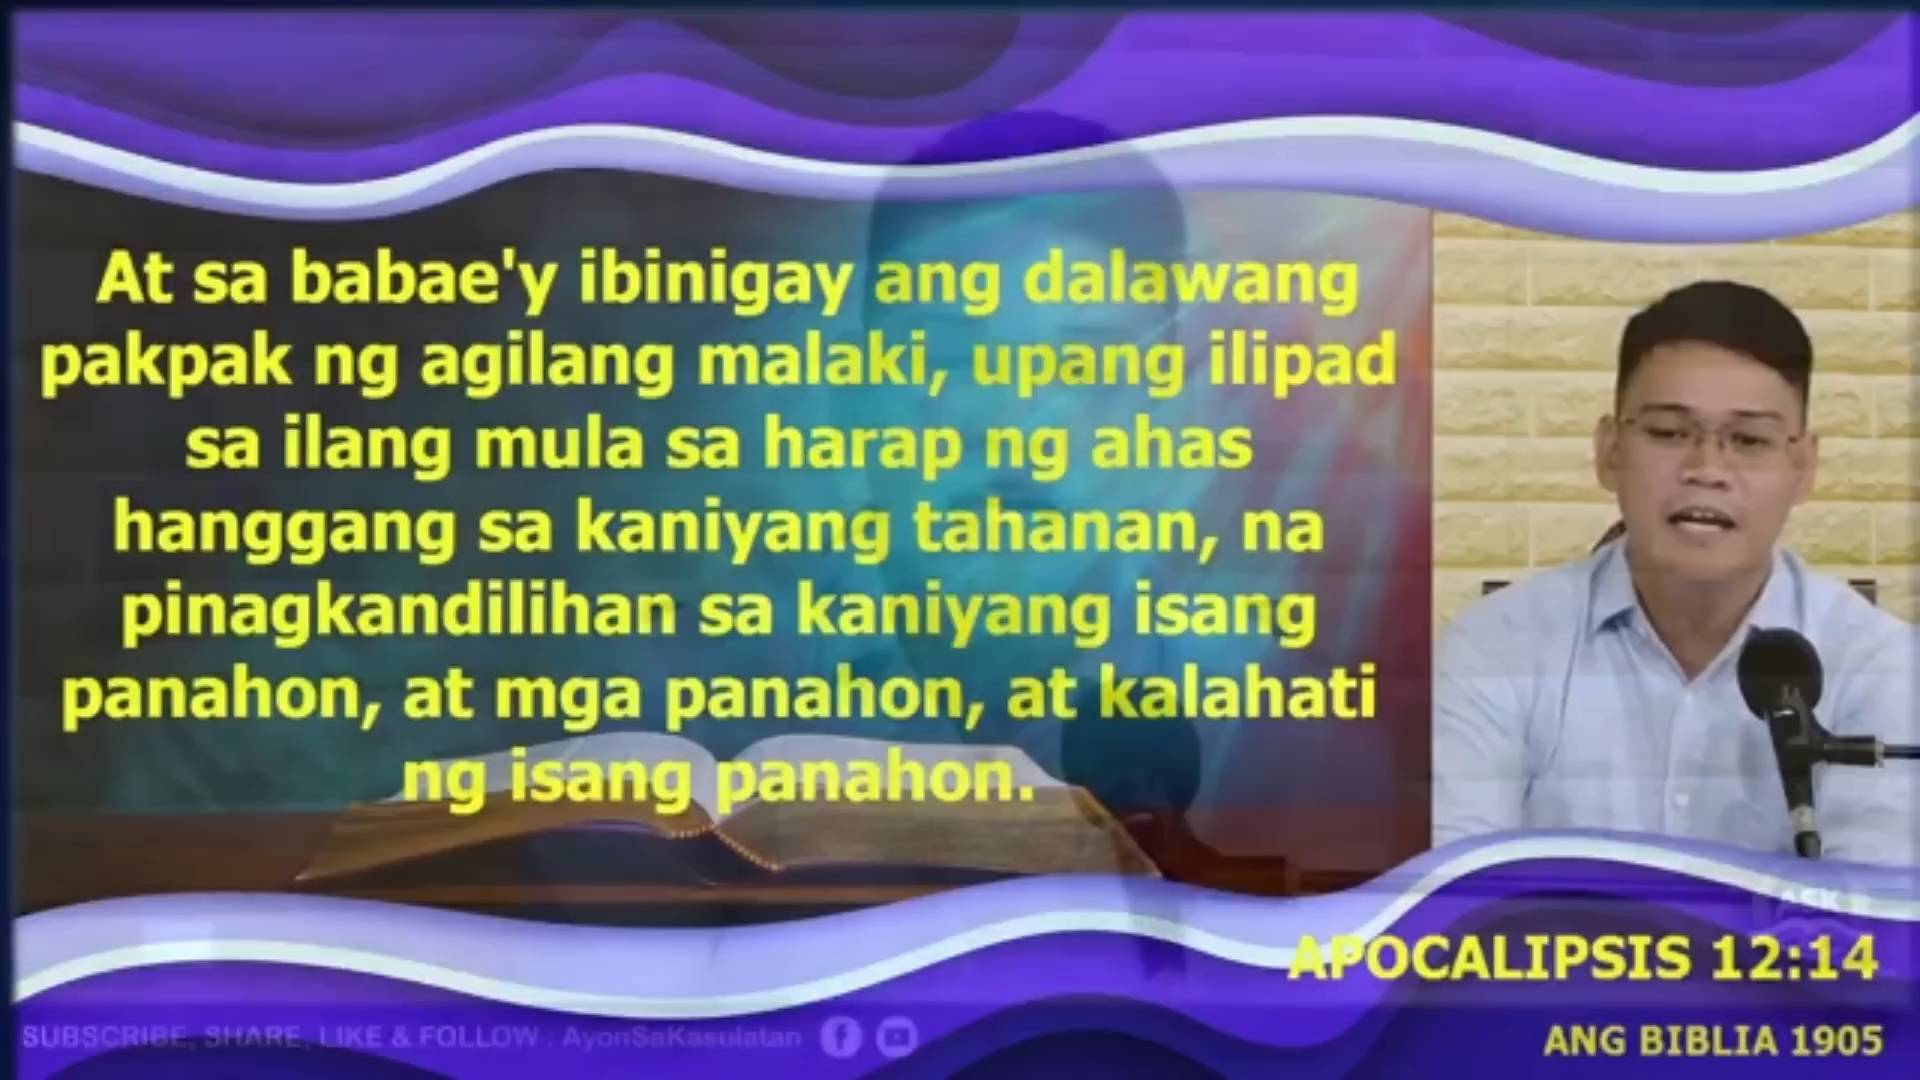 At sa babae'y ibinigay ang dalawang
pakpak ng agilang malaki, upang ilipad
sa ilang mula sa harap ng ahas
hanggang sa kaniyang tahanan, na
pinagkandilihan sa kaniyang isang
panahon, at mga panahon, at kalahati
ng isang panahon.
ASK
APOCALIPSIS 12:14
SUBSCRIBE, SHARE, LIKE & FOLLOW : AyonSaKasulatan
ANG BIBLIA 1905